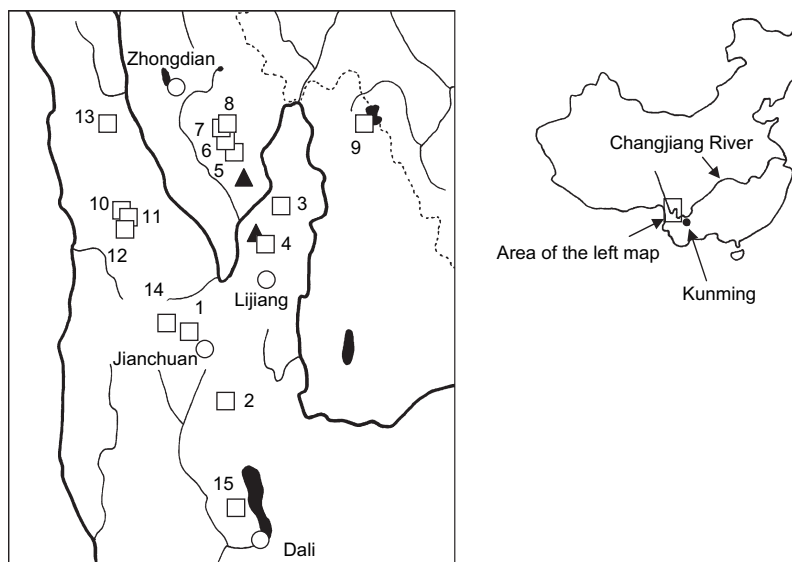 Zhongdian
8
13
7
6
9
5
Changjiang River
3
10
11
4
12
Area of the left map
Lijiang
Kunming
14
1
Jianchuan
2
15
Dali